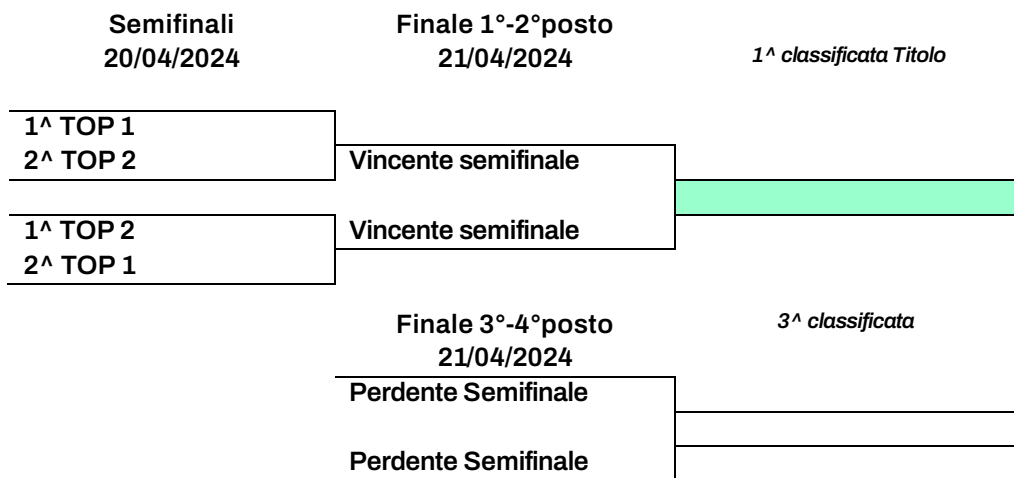 Semifinali
20/04/2024
Finale 1°-2°posto
21/04/2024
1^ classificata Titolo
1^ TOP 1
2^ TOP 2
Vincente semifinale
1^ TOP 2
2^ TOP 1
Vincente semifinale
Finale 3°-4°posto
21/04/2024
3^ classificata
Perdente Semifinale
Perdente Semifinale